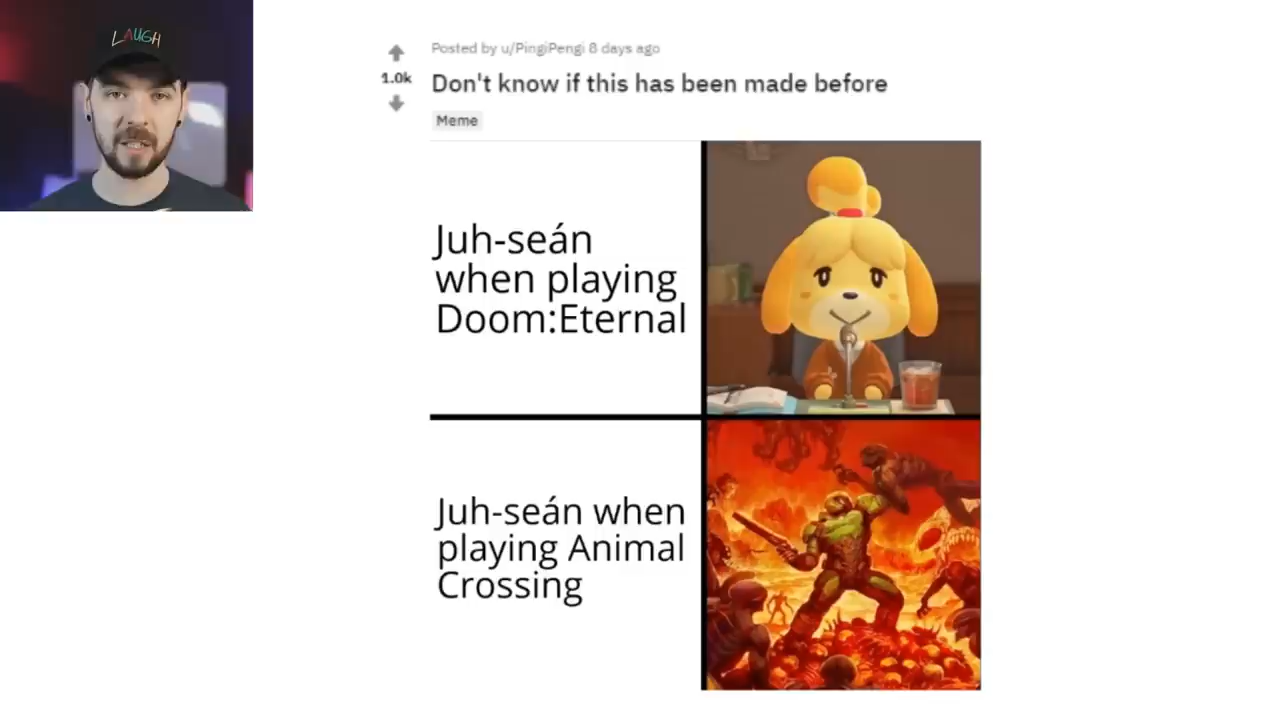 LAUGH
Posted by u/PingiPengi 8 days ago
1.0k
Don't know if this has been made before
Meme
Juh-seán
when playing
Doom:Eternal
Juh-seán when
playing Animal
Crossing